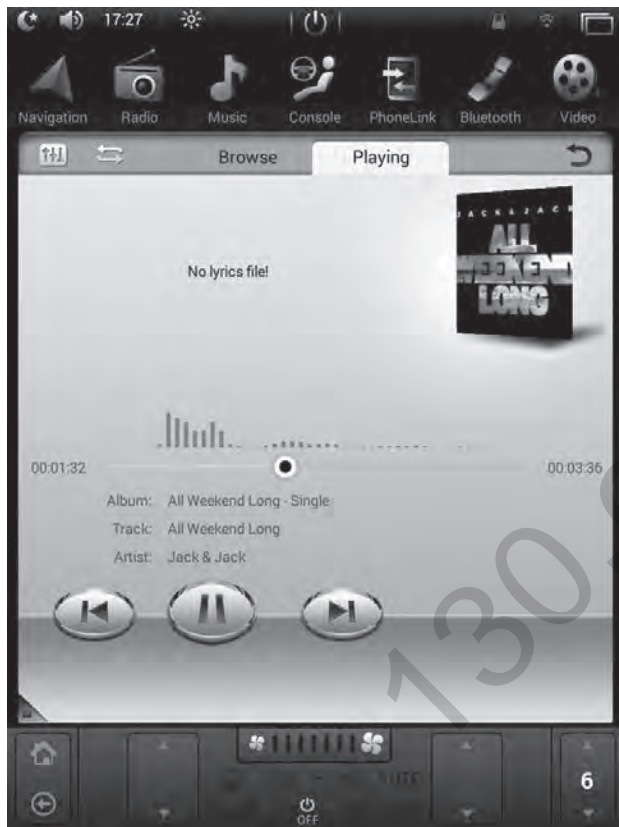 17:27
Navigation Radio Music Console PhoneLink Bluetooth Video
Browse Playing
JACK & JACK
ALL
WEEKEND
LONG
No lyrics file!
00:01:32 00:03:36
Album: All Weekend Long - Single
Track: All Weekend Long
Artist: Jack & Jack
130
6
OFF